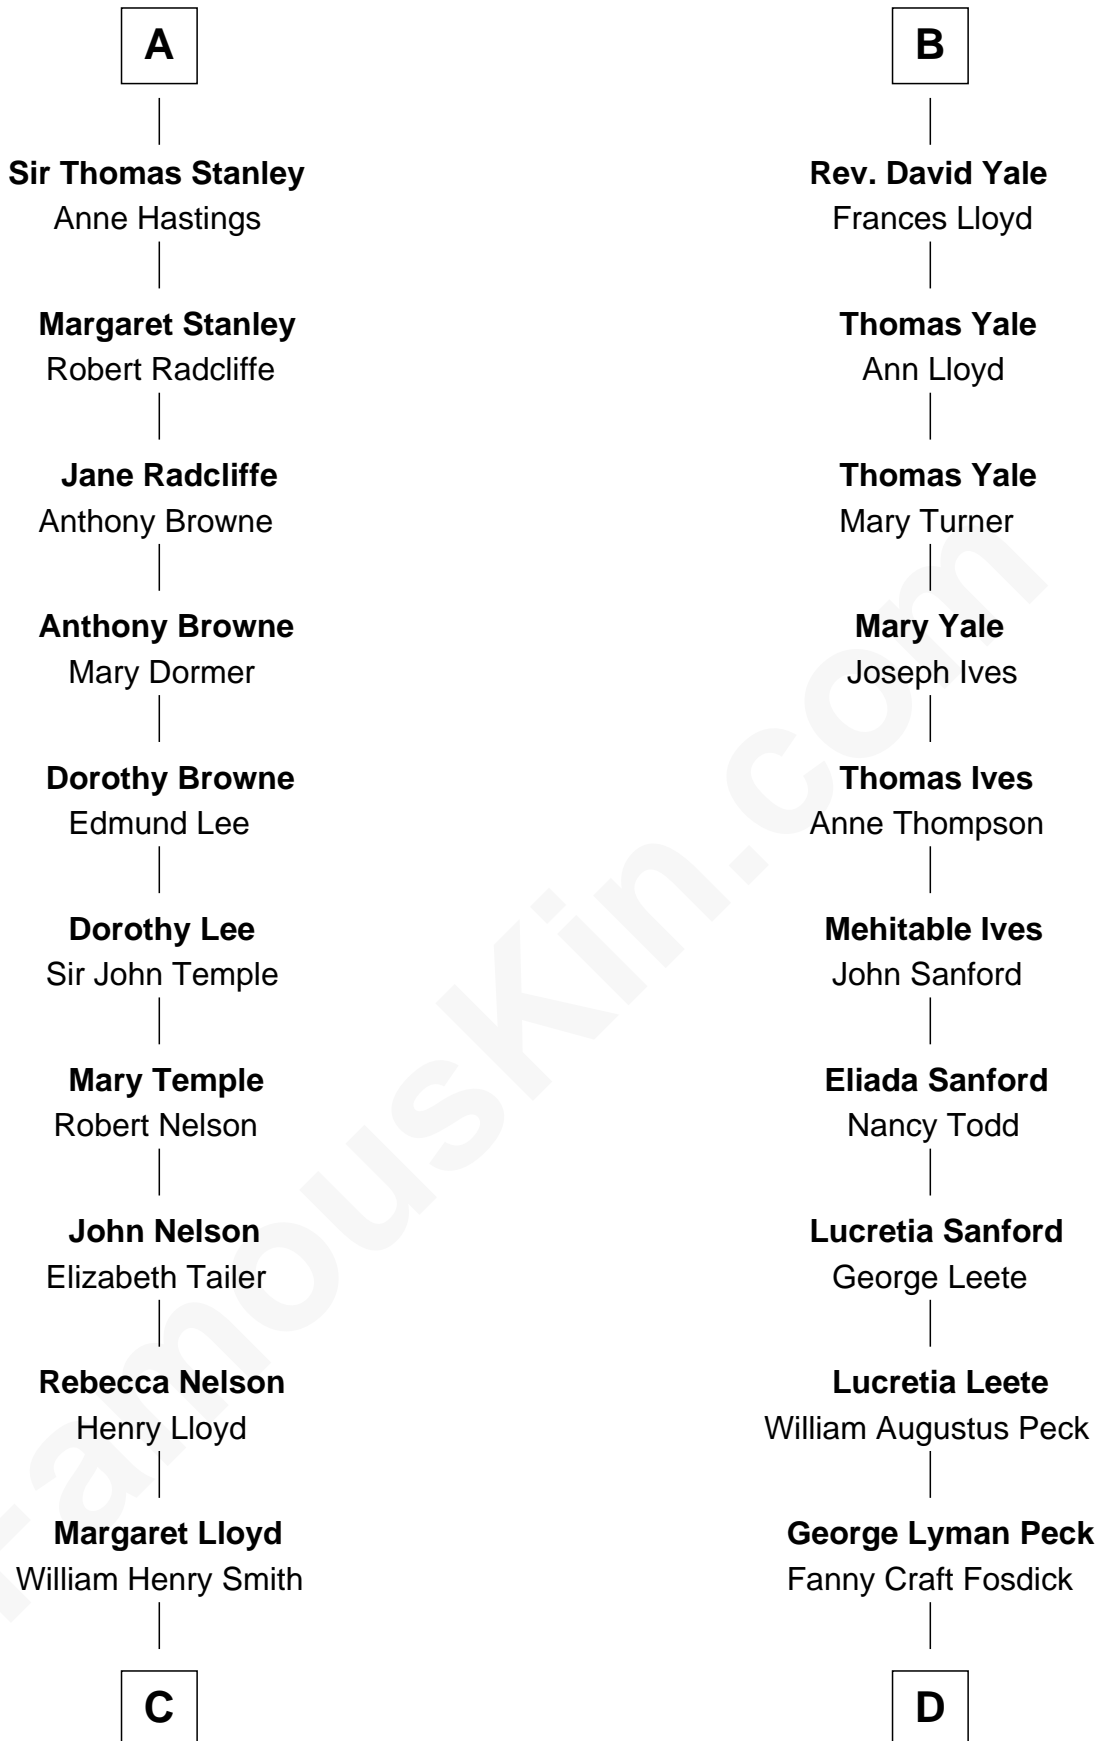 A
Sir Thomas Stanley
Anne Hastings
Margaret Stanley
Robert Radcliffe
Jane Radcliffe
Anthony Browne
Anthony Browne
Mary Dormer
Dorothy Browne
Edmund Lee
Dorothy Lee
Sir John Temple
Mary Temple
Robert Nelson
John Nelson
Elizabeth Tailer
Rebecca Nelson
Henry Lloyd
Margaret Lloyd
William Henry Smith
C
B
Rev. David Yale
Frances Lloyd
Thomas Yale
Ann Lloyd
Thomas Yale
Mary Turner
Mary Yale
Joseph Ives
Thomas Ives
Anne Thompson
Mehitable Ives
John Sanford
Eliada Sanford
Nancy Todd
Lucretia Sanford
George Leete
Lucretia Leete
William Augustus Peck
George Lyman Peck
Fanny Craft Fosdick
D
FamousKin.com